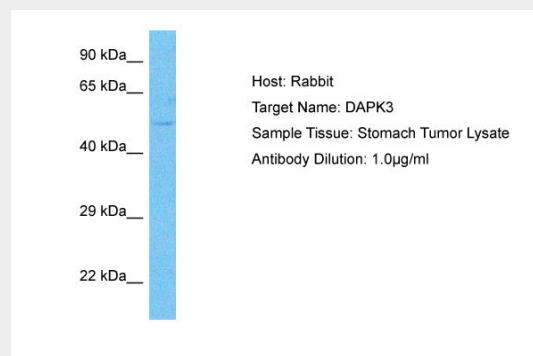 90 kDa__
65 kDa__
40 kDa__
29 kDa__
22 kDa__
Host: Rabbit
Target Name: DAPK3
Sample Tissue: Stomach Tumor Lysate
Antibody Dilution: 1.0µg/ml